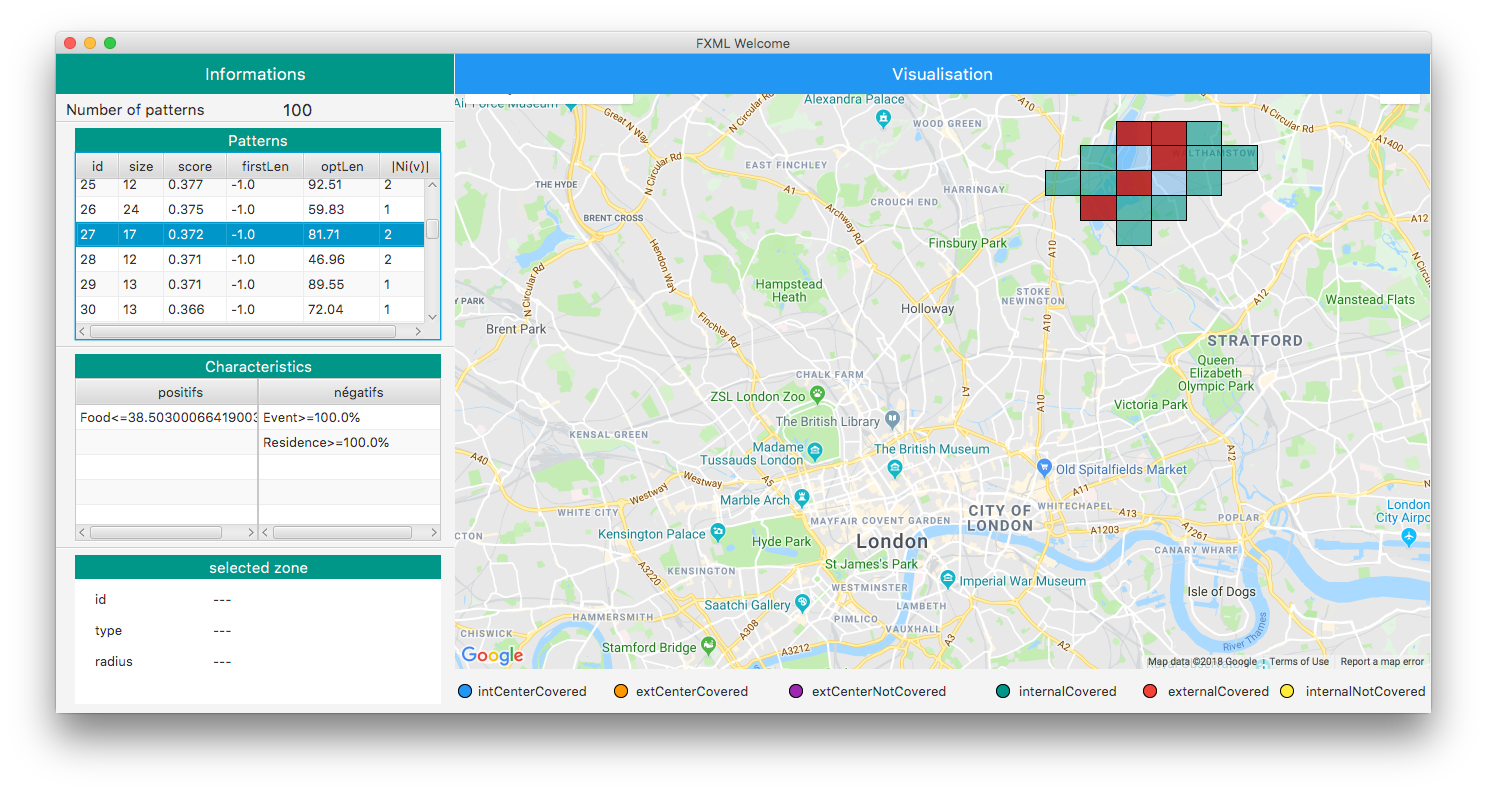 FXML Welcome
Informations
Visualisation
Number of patterns 100
Patterns
id size score firstLen optLen |Ni(v)|
25 12 0.377 -1.0 92.51 2
26 24 0.375 -1.0 59.83 1
27 17 0.372 -1.0 81.71 2
28 12 0.371 -1.0 46.96 2
29 13 0.371 -1.0 89.55 1
30 13 0.366 -1.0 72.04 1
Characteristics
positifs négatifs
Food<=38.50300066419003 Event>=100.0%
Residence>=100.0%
selected zone
id ---
type ---
radius ---
Air Force Museum
Alexandra Palace
WOOD GREEN
Great N Way
N Circular Rd
A10
N Circular Rd
A1400
WALTHAMSTOW
EAST FINCHLEY
THE HYDE
N Circular Rd
A1
HARRINGAY
CROUCH END
BRENT CROSS
Archway Rd
A12
Hendon Way
Finsbury Park
A10
N Circular Rd
Hampstead
Heath
STOKE
NEWINGTON
A12
Wanstead Flats
Y PARK
Holloway
Brent Park
Finchley Rd
A10
STRATFORD
Queen
Elizabeth
Olympic Park
CHALK FARM
ZSL London Zoo
A1
A10
Victoria Park
The British Library
KENSAL GREEN
Madame
Tussauds London
The British Museum
A12
A40
Westway
A5
Old Spitalfields Market
Westway
Marble Arch
A11
WHITE CITY
MAYFAIR
COVENT GARDEN
CITY OF
LONDON
WHITECHAPEL
A13
POPLAR
London
City Airpo
CTON
Kensington Palace
Hyde Park
London
A1203
A1261
CANARY WHARF
St James's Park
KENSINGTON
A3220
WESTMINSTER
Imperial War Museum
Isle of Dogs
Saatchi Gallery
LAMBETH
HAMMERSMITH
PIMLICO
VAUXHALL
River Thames
CHISWICK
A308
Stamford Bridge
A3212
A3
A2
Google
Map data ©2018 Google Terms of Use Report a map error
intCenterCovered extCenterCovered extCenterNotCovered internalCovered externalCovered internalNotCovered